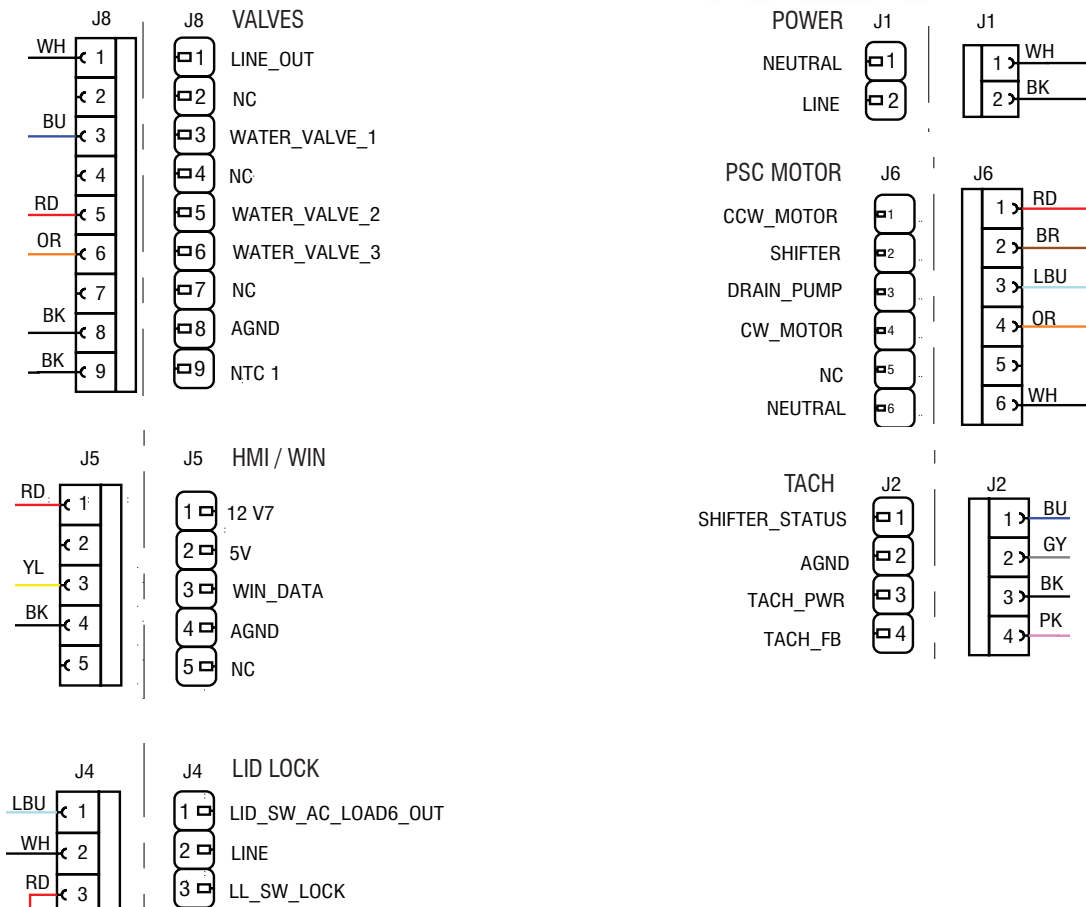 J8 J8 VALVES
WH 1 1 LINE_OUT
2 2 NC
BU 3 3 WATER_VALVE_1
4 4 NC
RD 5 5 WATER_VALVE_2
OR 6 6 WATER_VALVE_3
7 7 NC
BK 8 8 AGND
BK 9 9 NTC 1
J5 J5 HMI / WIN
RD 1 1 12 V7
2 2 5V
YL 3 3 WIN_DATA
BK 4 4 AGND
5 5 NC
J4 J4 LID LOCK
LBU 1 1 LID_SW_AC_LOAD6_OUT
WH 2 2 LINE
RD 3 3 LL_SW_LOCK
POWER J1 J1
NEUTRAL 1 1 WH
LINE 2 2 BK
PSC MOTOR J6 J6
CCW_MOTOR 1 1 RD
SHIFTER 2 2 BR
DRAIN_PUMP 3 3 LBU
CW_MOTOR 4 4 OR
NC 5 5
NEUTRAL 6 6 WH
TACH J2 J2
SHIFTER_STATUS 1 1 BU
AGND 2 2 GY
TACH_PWR 3 3 BK
TACH_FB 4 4 PK